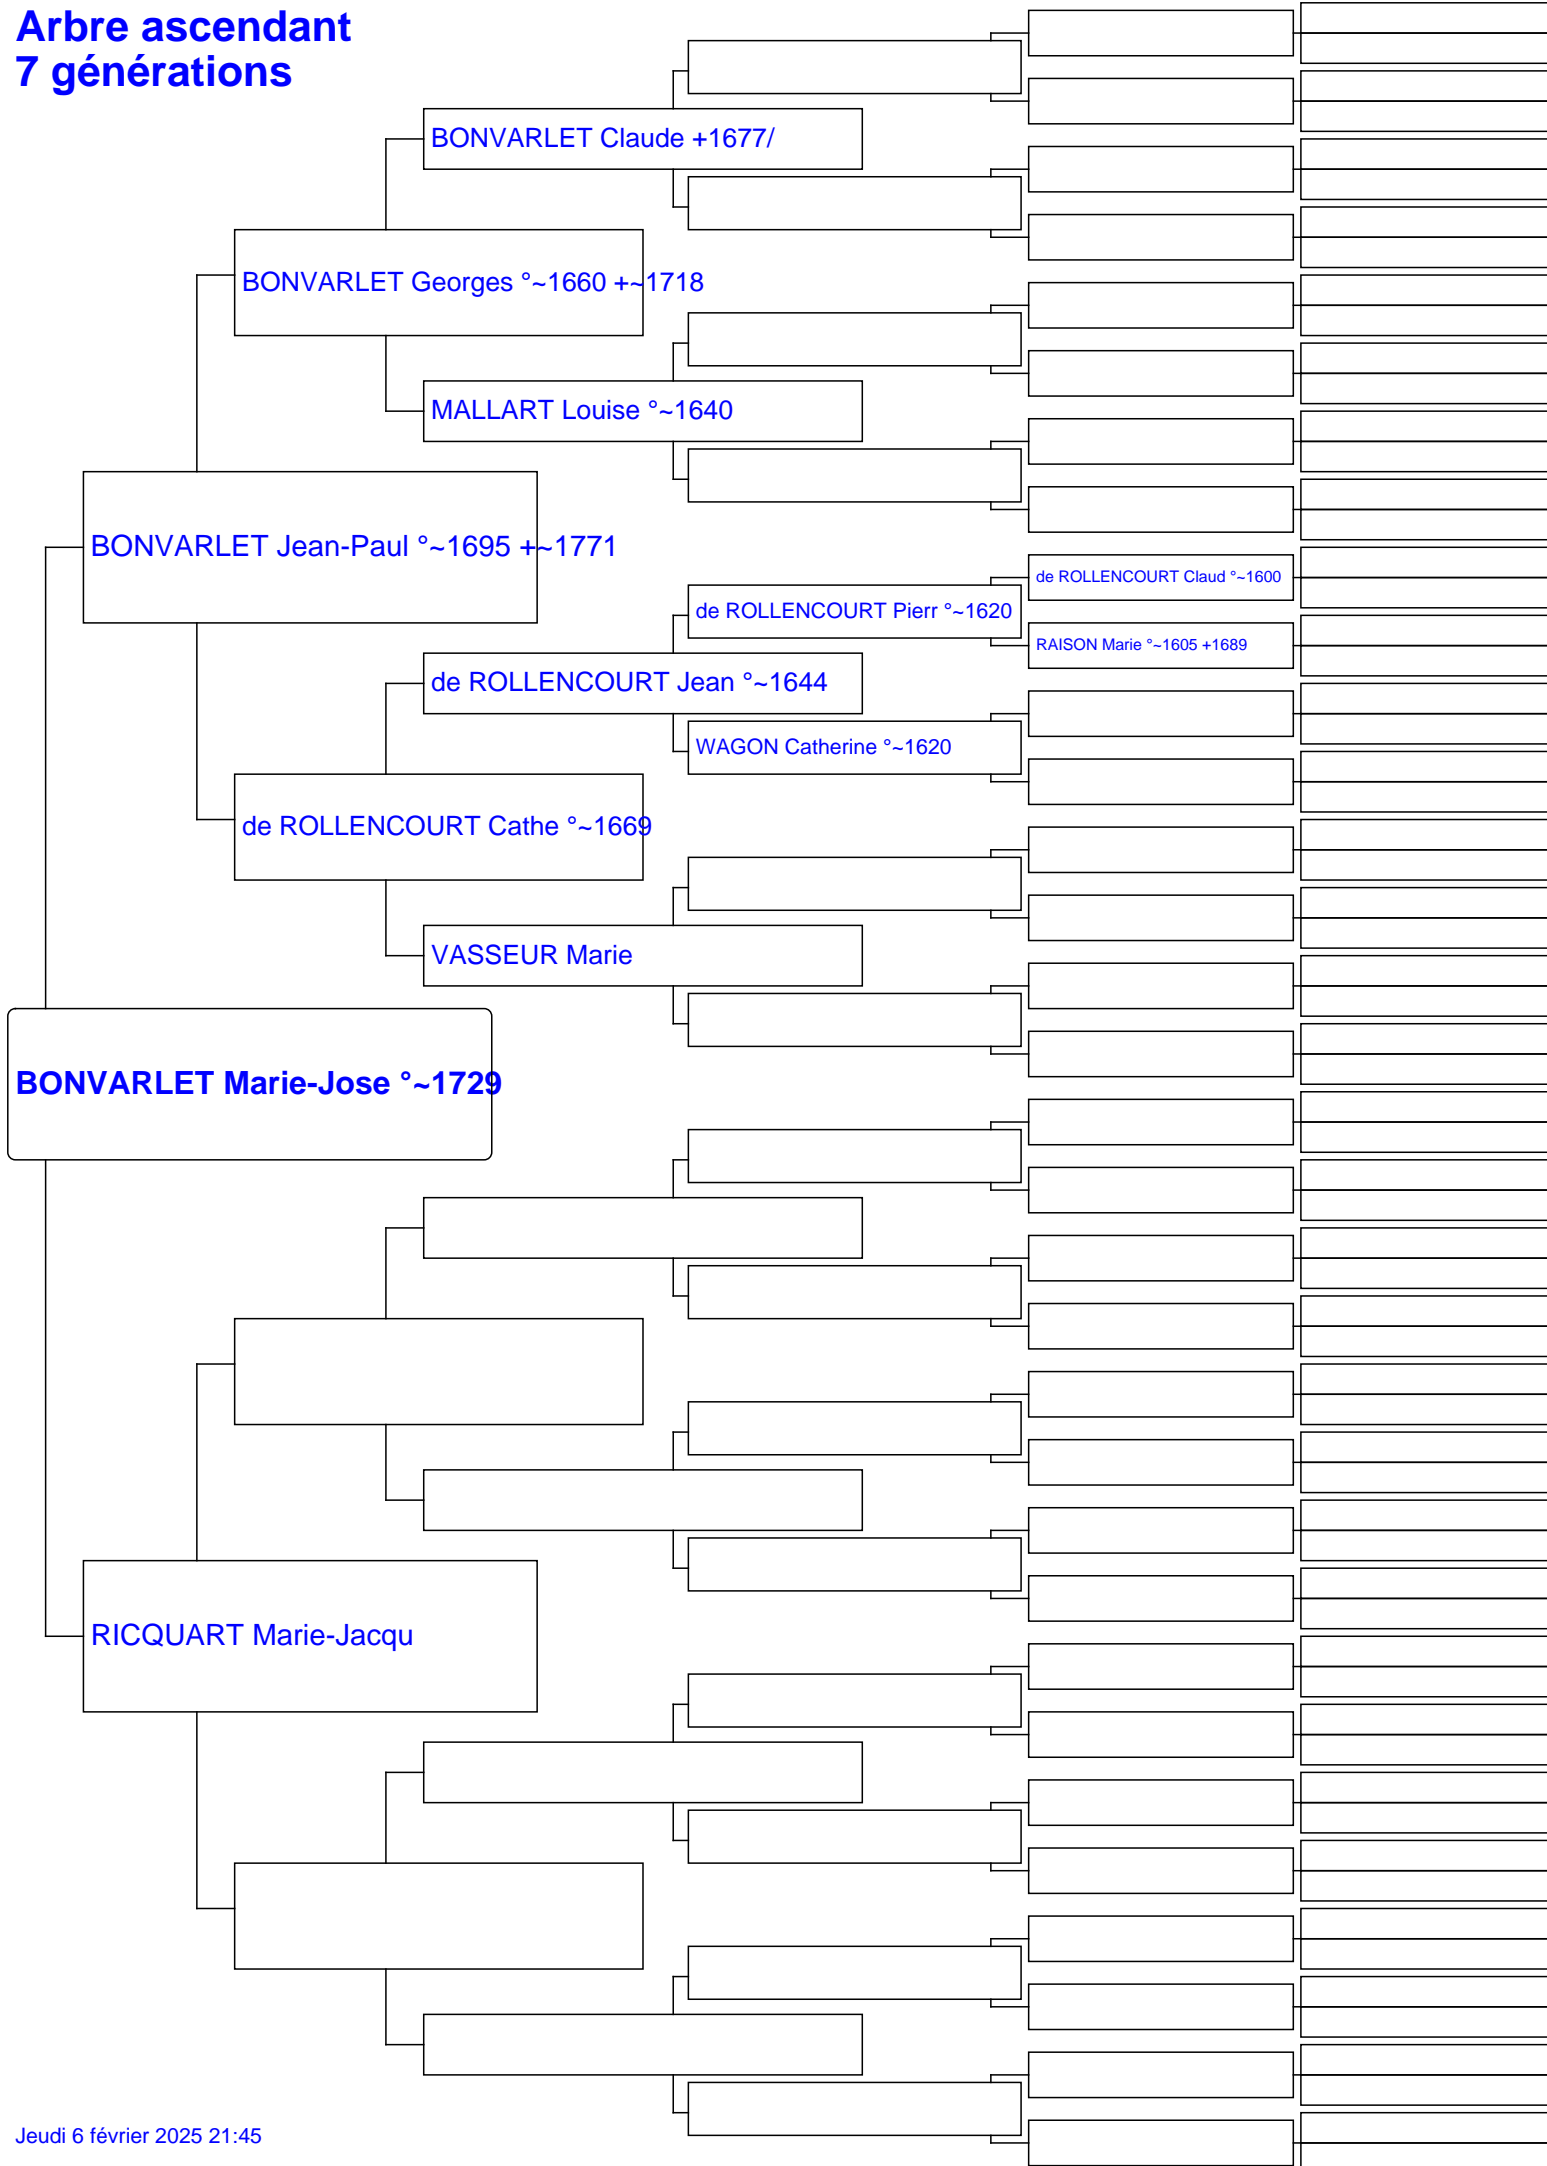 Arbre ascendant
7 générations
BONVARLET Claude +1677/
BONVARLET Georges °~1660 +~1718
MALLART Louise °~1640
BONVARLET Jean-Paul °~1695 +~1771
de ROLLENCOURT Claud °~1600
de ROLLENCOURT Pierr °~1620
RAISON Marie °~1605 +1689
de ROLLENCOURT Jean °~1644
WAGON Catherine °~1620
de ROLLENCOURT Cathe °~1669
VASSEUR Marie
BONVARLET Marie-Jose °~1729
RICQUART Marie-Jacqu
Jeudi 6 février 2025 21:45